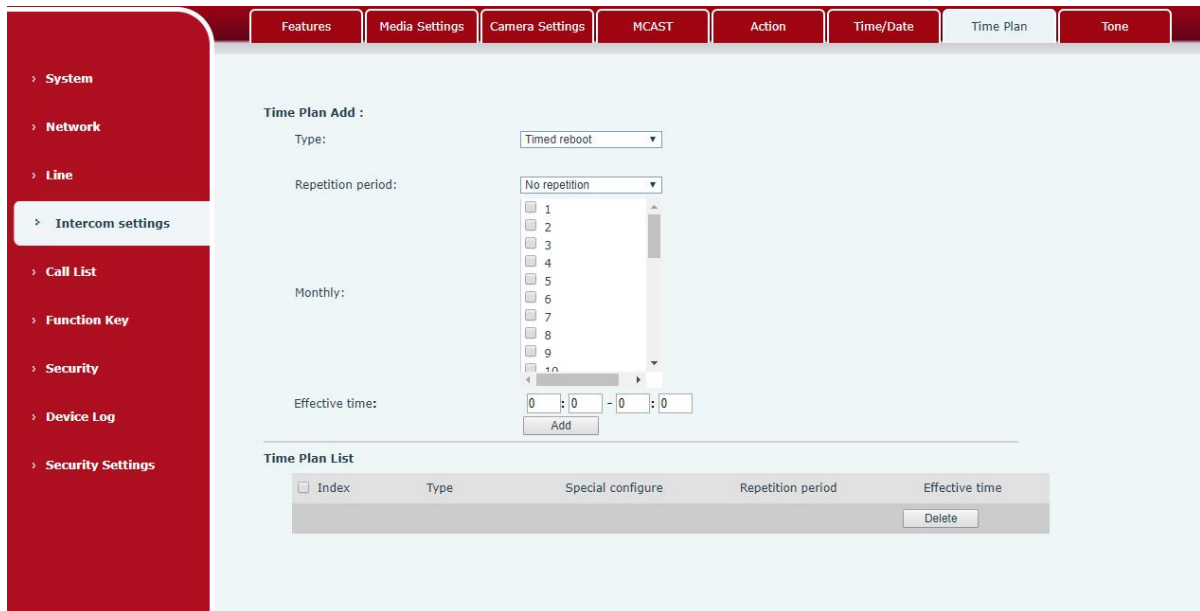 Features Media Settings Camera Settings MCAST Action Time/Date Time Plan Tone
› System
› Network
› Line
› Intercom settings
› Call List
› Function Key
› Security
› Device Log
› Security Settings
Time Plan Add :
Type: Timed reboot
Repetition period: No repetition
Monthly:
1
2
3
4
5
6
7
8
9
10
Effective time: 0 : 0 - 0 : 0
Add
Time Plan List
Index Type Special configure Repetition period Effective time
Delete